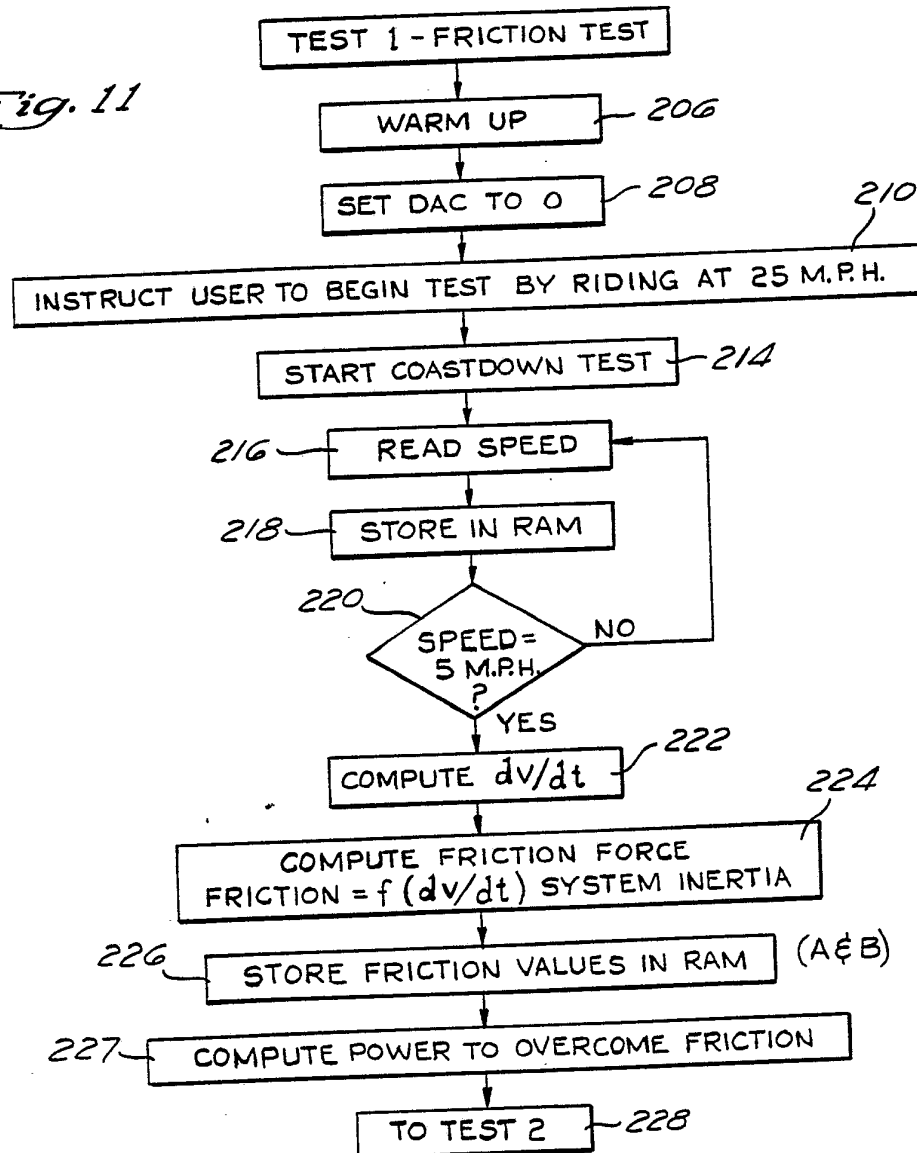 TEST 1 - FRICTION TEST
Fig. 11
WARM UP
206
SET DAC TO 0
208
210
INSTRUCT USER TO BEGIN TEST BY RIDING AT 25 M.P.H.
START COASTDOWN TEST
214
216
READ SPEED
218
STORE IN RAM
220
SPEED =
5 M.P.H.
?
NO
YES
COMPUTE dv/dt
222
224
COMPUTE FRICTION FORCE
FRICTION = f (dv/dt) SYSTEM INERTIA
226
STORE FRICTION VALUES IN RAM
(A & B)
227
COMPUTE POWER TO OVERCOME FRICTION
TO TEST 2
228